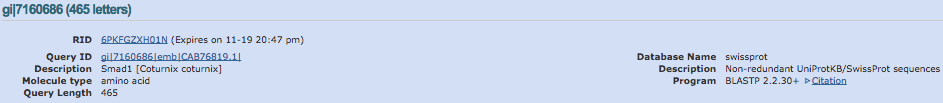 gi|7160686 (465 letters)
RID 6PKFGZXH01N (Expires on 11-19 20:47 pm)
Query ID gi|7160686|emb|CAB76819.1|
Description Smad1 [Coturnix coturnix]
Molecule type amino acid
Query Length 465
Database Name swissprot
Description Non-redundant UniProtKB/SwissProt sequences
Program BLASTP 2.2.30+ ▷Citation